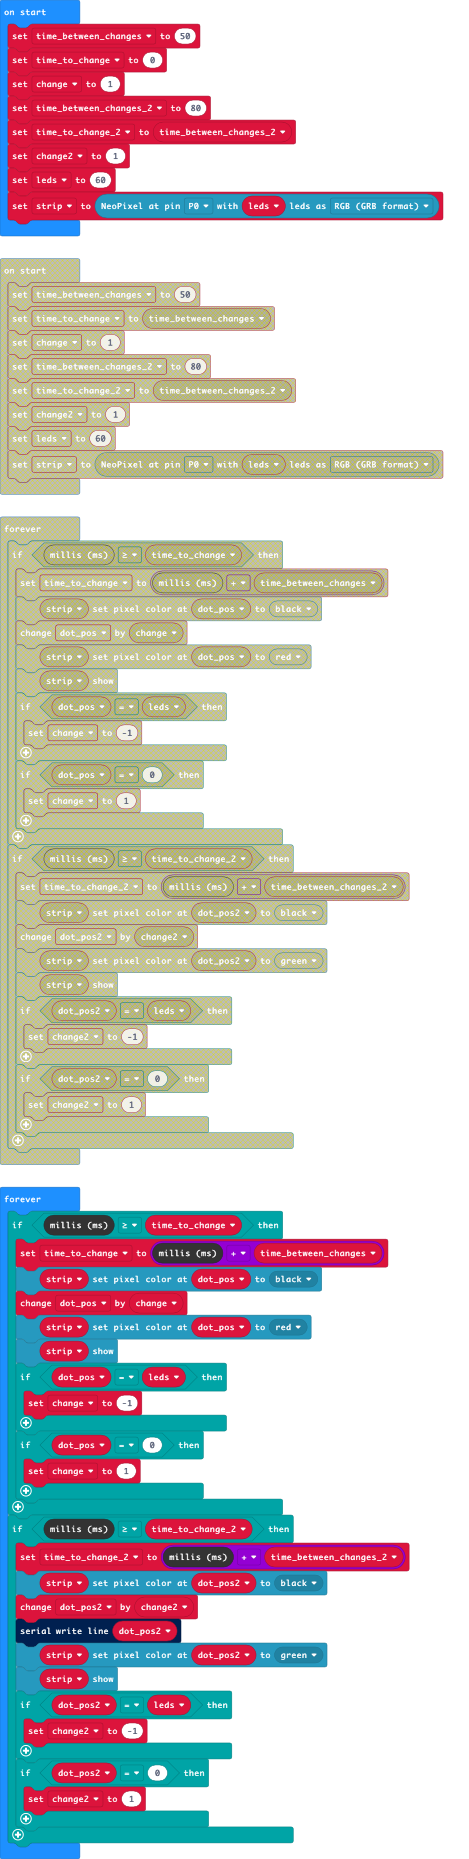 on start
set time_between_changes to 50
set time_to_change to 0
set change to 1
set time_between_changes_2 to 80
set time_to_change_2 to time_between_changes_2
set change2 to 1
set leds to 60
set strip to NeoPixel at pin P0 with leds leds as RGB (GRB format)
on start
set time_between_changes to 50
set time_to_change to time_between_changes
set change to 1
set time_between_changes_2 to 80
set time_to_change_2 to time_between_changes_2
set change2 to 1
set leds to 60
set strip to NeoPixel at pin P0 with leds leds as RGB (GRB format)
forever
if millis (ms) ≥ time_to_change then
set time_to_change to millis (ms) + time_between_changes
strip set pixel color at dot_pos to black
change dot_pos by change
strip set pixel color at dot_pos to red
strip show
if dot_pos = leds then
set change to -1
if dot_pos = 0 then
set change to 1
if millis (ms) ≥ time_to_change_2 then
set time_to_change_2 to millis (ms) + time_between_changes_2
strip set pixel color at dot_pos2 to black
change dot_pos2 by change2
strip set pixel color at dot_pos2 to green
strip show
if dot_pos2 = leds then
set change2 to -1
if dot_pos2 = 0 then
set change2 to 1
forever
if millis (ms) ≥ time_to_change then
set time_to_change to millis (ms) + time_between_changes
strip set pixel color at dot_pos to black
change dot_pos by change
strip set pixel color at dot_pos to red
strip show
if dot_pos = leds then
set change to -1
if dot_pos = 0 then
set change to 1
if millis (ms) ≥ time_to_change_2 then
set time_to_change_2 to millis (ms) + time_between_changes_2
strip set pixel color at dot_pos2 to black
change dot_pos2 by change2
serial write line dot_pos2
strip set pixel color at dot_pos2 to green
strip show
if dot_pos2 = leds then
set change2 to -1
if dot_pos2 = 0 then
set change2 to 1